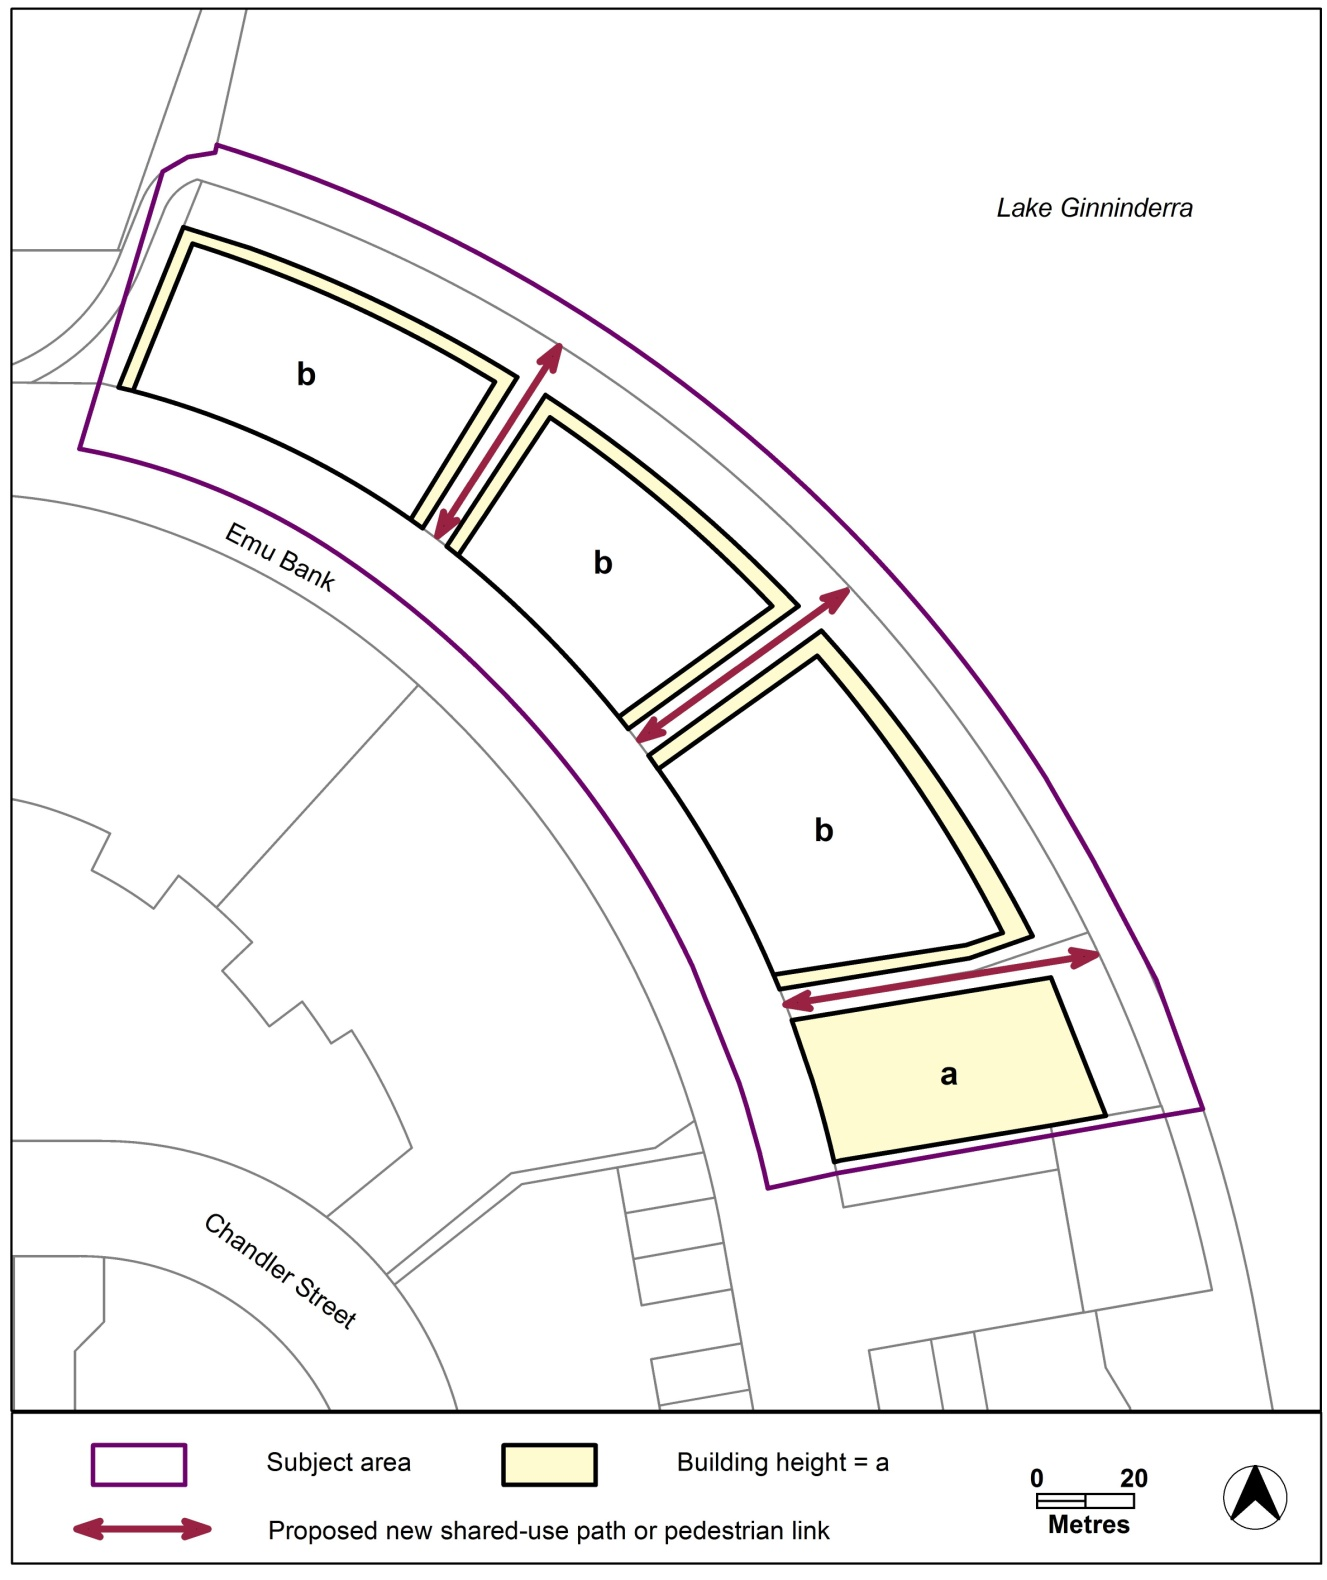 Lake Ginninderra
b
Emu Bank
b
b
a
Chandler Street
Subject area
Building height = a
Proposed new shared-use path or pedestrian link
0 20
Metres